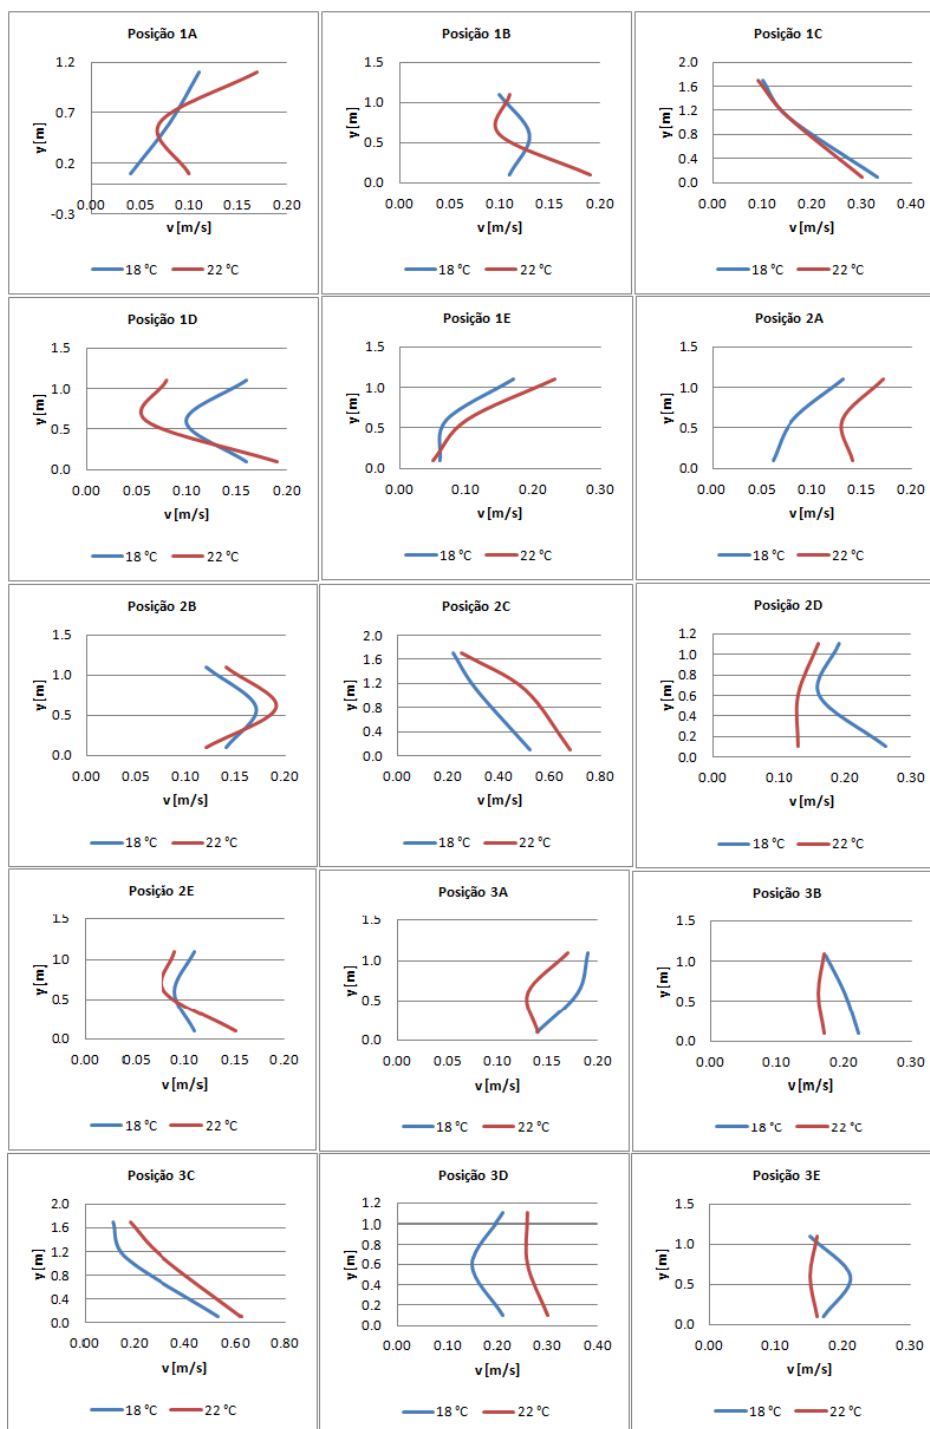 Posição 1A
1.2
0.7
0.2
-0.3
y [m]
0.00 0.05 0.10 0.15 0.20
v [m/s]
18 °C 22 °C
Posição 1B
1.5
1.0
0.5
0.0
y [m]
0.00 0.05 0.10 0.15 0.20
v [m/s]
18 °C 22 °C
Posição 1C
2.0
1.6
1.2
0.8
0.4
0.0
y [m]
0.00 0.10 0.20 0.30 0.40
v [m/s]
18 °C 22 °C
Posição 1D
1.5
1.0
0.5
0.0
y [m]
0.00 0.05 0.10 0.15 0.20
v [m/s]
18 °C 22 °C
Posição 1E
1.5
1.0
0.5
0.0
y [m]
0.00 0.10 0.20 0.30
v [m/s]
18 °C 22 °C
Posição 2A
1.5
1.0
0.5
0.0
y [m]
0.00 0.05 0.10 0.15 0.20
v [m/s]
18 °C 22 °C
Posição 2B
1.5
1.0
0.5
0.0
y [m]
0.00 0.05 0.10 0.15 0.20
v [m/s]
18 °C 22 °C
Posição 2C
2.0
1.6
1.2
0.8
0.4
0.0
y [m]
0.00 0.20 0.40 0.60 0.80
v [m/s]
18 °C 22 °C
Posição 2D
1.2
1.0
0.8
0.6
0.4
0.2
0.0
y [m]
0.00 0.10 0.20 0.30
v [m/s]
18 °C 22 °C
Posição 2E
1.5
1.0
0.5
0.0
y [m]
0.00 0.05 0.10 0.15 0.20
v [m/s]
18 °C 22 °C
Posição 3A
1.5
1.0
0.5
0.0
y [m]
0.00 0.05 0.10 0.15 0.20
v [m/s]
18 °C 22 °C
Posição 3B
1.5
1.0
0.5
0.0
y [m]
0.00 0.10 0.20 0.30
v [m/s]
18 °C 22 °C
Posição 3C
2.0
1.6
1.2
0.8
0.4
0.0
y [m]
0.00 0.20 0.40 0.60 0.80
v [m/s]
18 °C 22 °C
Posição 3D
1.2
1.0
0.8
0.6
0.4
0.2
0.0
y [m]
0.00 0.10 0.20 0.30 0.40
v [m/s]
18 °C 22 °C
Posição 3E
1.5
1.0
0.5
0.0
y [m]
0.00 0.10 0.20 0.30
v [m/s]
18 °C 22 °C